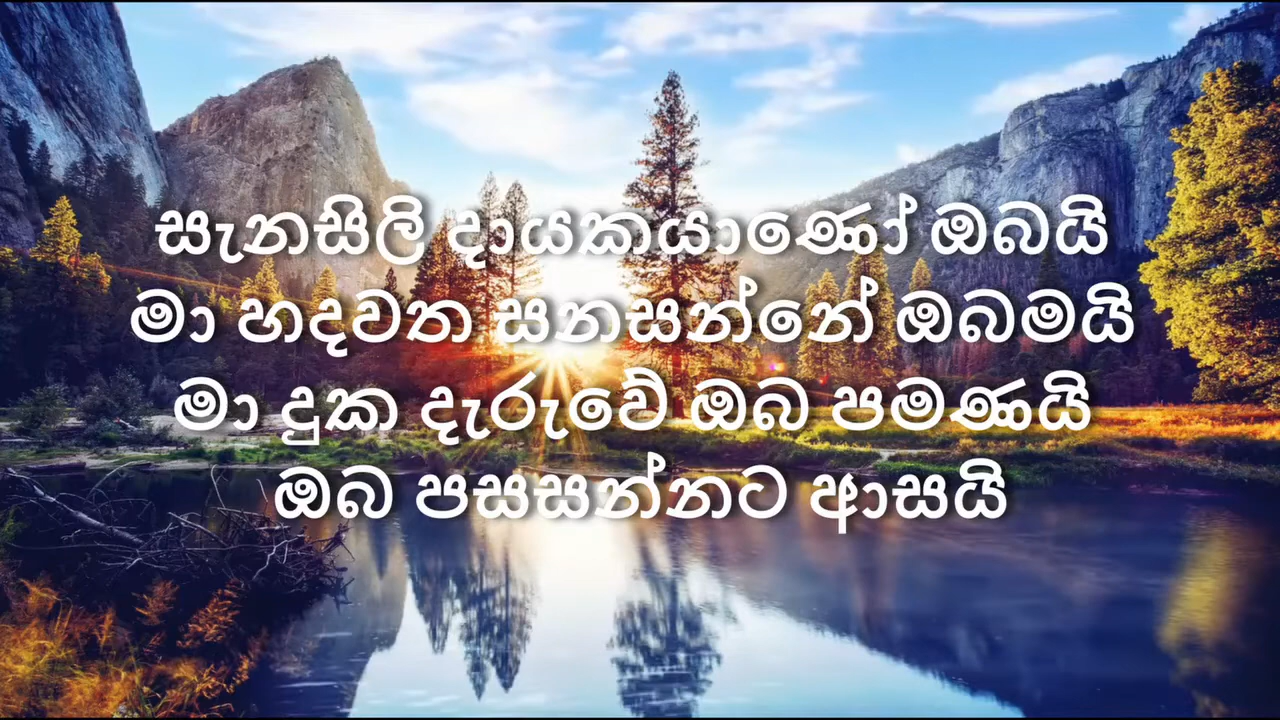 සැනසිලි දායකයාණෝ ඔබයි
මා හදවත සනසන්නේ ඔබමයි
මා දුක දැරුවේ ඔබ පමණයි
ඔබ පසසන්නට ආසයි